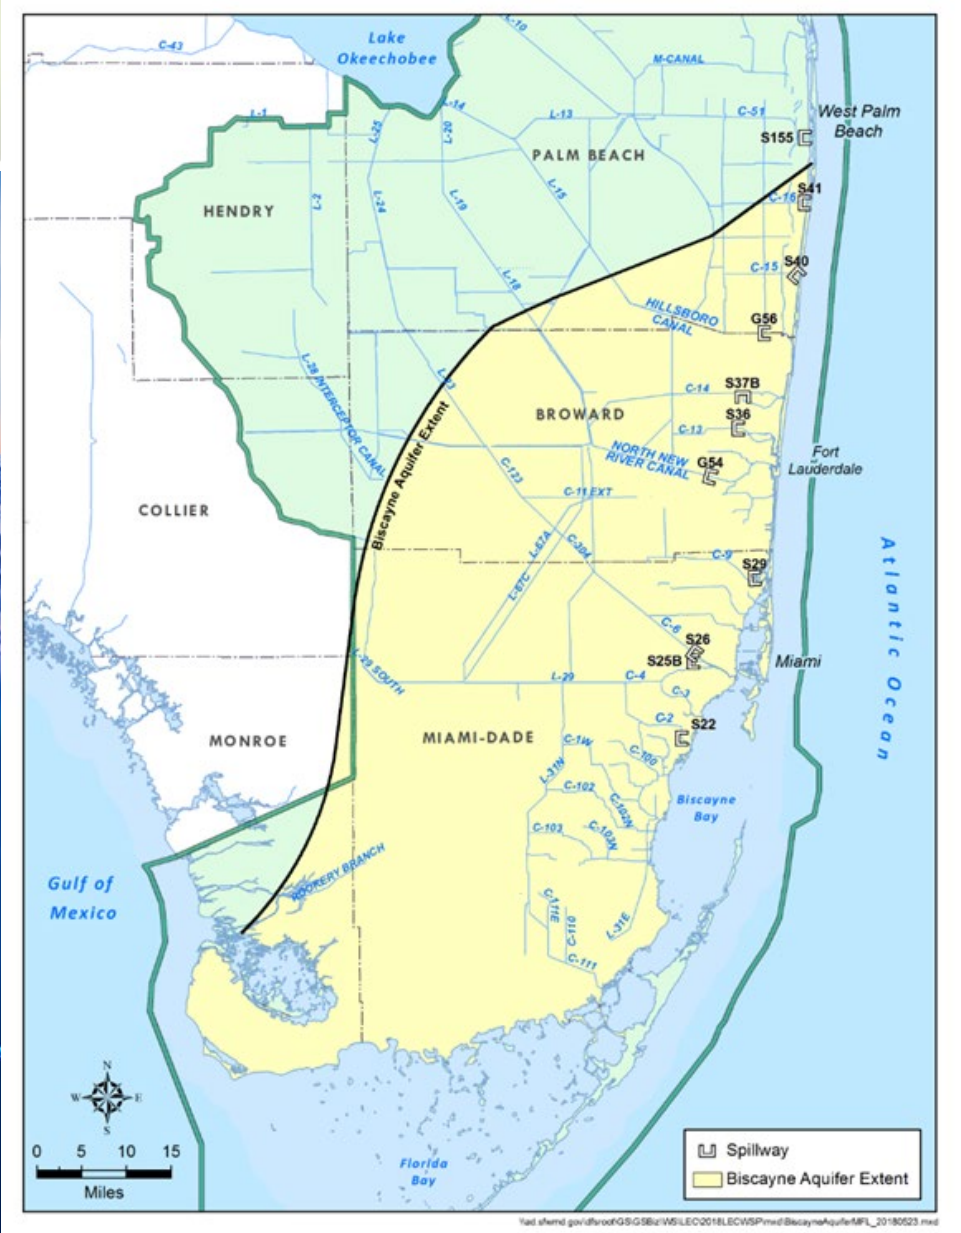 L-10
Lake
Okeechobee
C-43
M-CANAL
L-14
L-1
L-25
L-20
L-13
C-51
West Palm
Beach
S155
PALM BEACH
HENDRY
L-2
L-24
L-19
L-15
S41
C-16
S40
C-15
L-18
HILLSBORO
CANAL
G56
L-28 INTERCEPTOR CANAL
L-23
S37B
C-14
Biscayne Aquifer Extent
BROWARD
S36
C-13
NORTH NEW
RIVER CANAL
G54
Fort
Lauderdale
C-123
C-11 EXT
COLLIER
L-67A
C-304
L-67C
C-9
S29
Atlantic Ocean
C-6
S26
S25B
Miami
L-29 SOUTH
L-29
C-4
C-3
C-2
S22
MONROE
MIAMI-DADE
C-1W
C-100
L-31N
C-102
C-102N
Biscayne
Bay
C-103
C-103N
ROOKERY BRANCH
Gulf of
Mexico
C-111E
C-110
L-31E
C-111
N
W E
S
0 5 10 15
Miles
Florida
Bay
Spillway
Biscayne Aquifer Extent